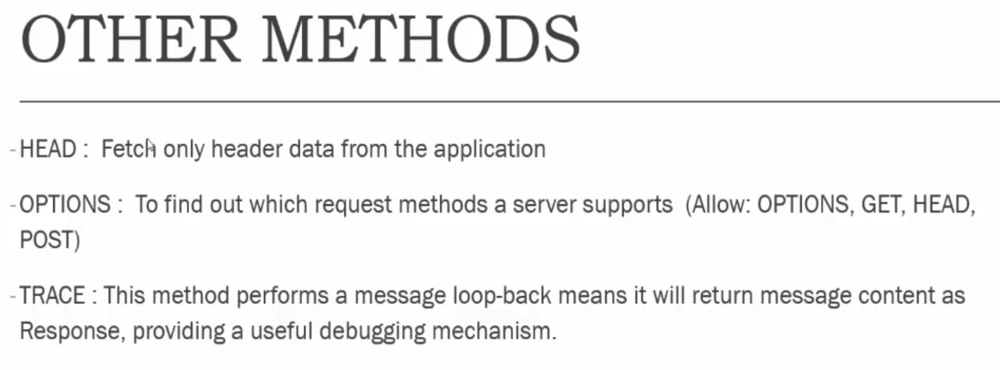 OTHER METHODS
- HEAD :  Fetch only header data from the application
- OPTIONS :  To find out which request methods a server supports  (Allow: OPTIONS, GET, HEAD,
POST)
- TRACE : This method performs a message loop-back means it will return message content as
Response, providing a useful debugging mechanism.